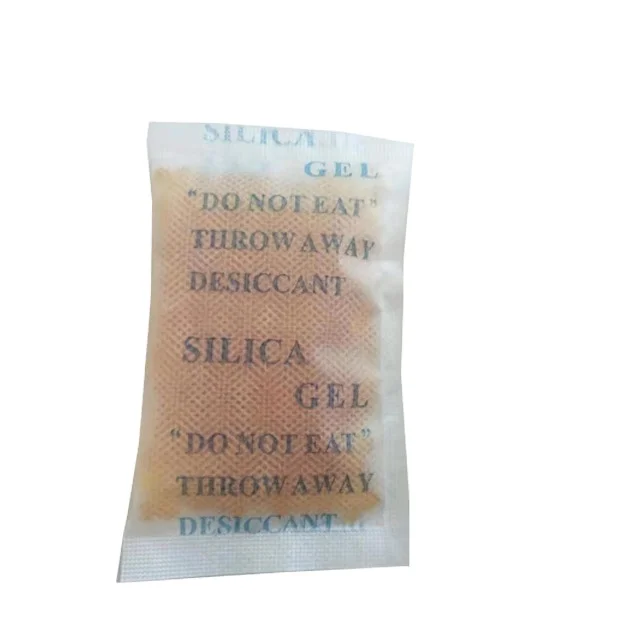 SILICA
GEL
"DO NOT EAT"
THROW AWAY
DESICCANT
SILICA
GEL
"DO NOT EAT"
THROW AWAY
DESICCANT